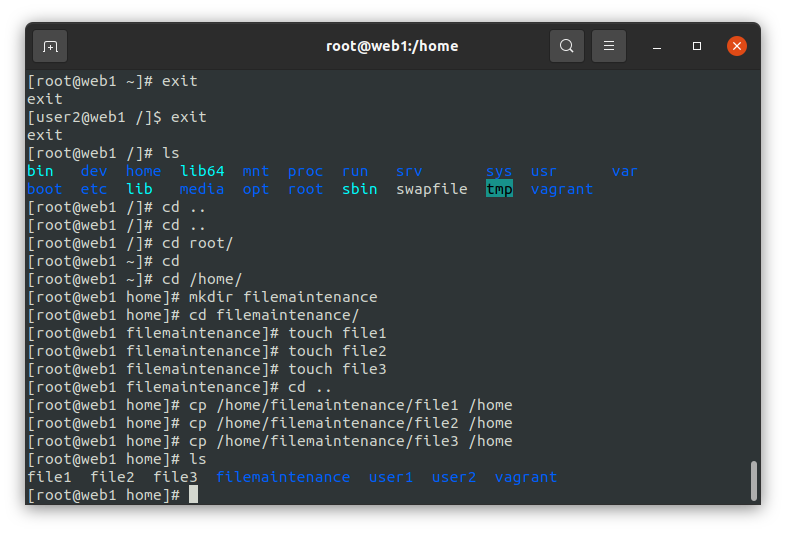 root@web1:/home
[root@web1 ~]# exit
exit
[user2@web1 /]$ exit
exit
[root@web1 /]# ls
bin dev home lib64 mnt proc run srv sys usr var
boot etc lib media opt root sbin swapfile tmp vagrant
[root@web1 /]# cd ..
[root@web1 /]# cd ..
[root@web1 /]# cd root/
[root@web1 ~]# cd
[root@web1 ~]# cd /home/
[root@web1 home]# mkdir filemaintenance
[root@web1 home]# cd filemaintenance/
[root@web1 filemaintenance]# touch file1
[root@web1 filemaintenance]# touch file2
[root@web1 filemaintenance]# touch file3
[root@web1 filemaintenance]# cd ..
[root@web1 home]# cp /home/filemaintenance/file1 /home
[root@web1 home]# cp /home/filemaintenance/file2 /home
[root@web1 home]# cp /home/filemaintenance/file3 /home
[root@web1 home]# ls
file1 file2 file3 filemaintenance user1 user2 vagrant
[root@web1 home]#